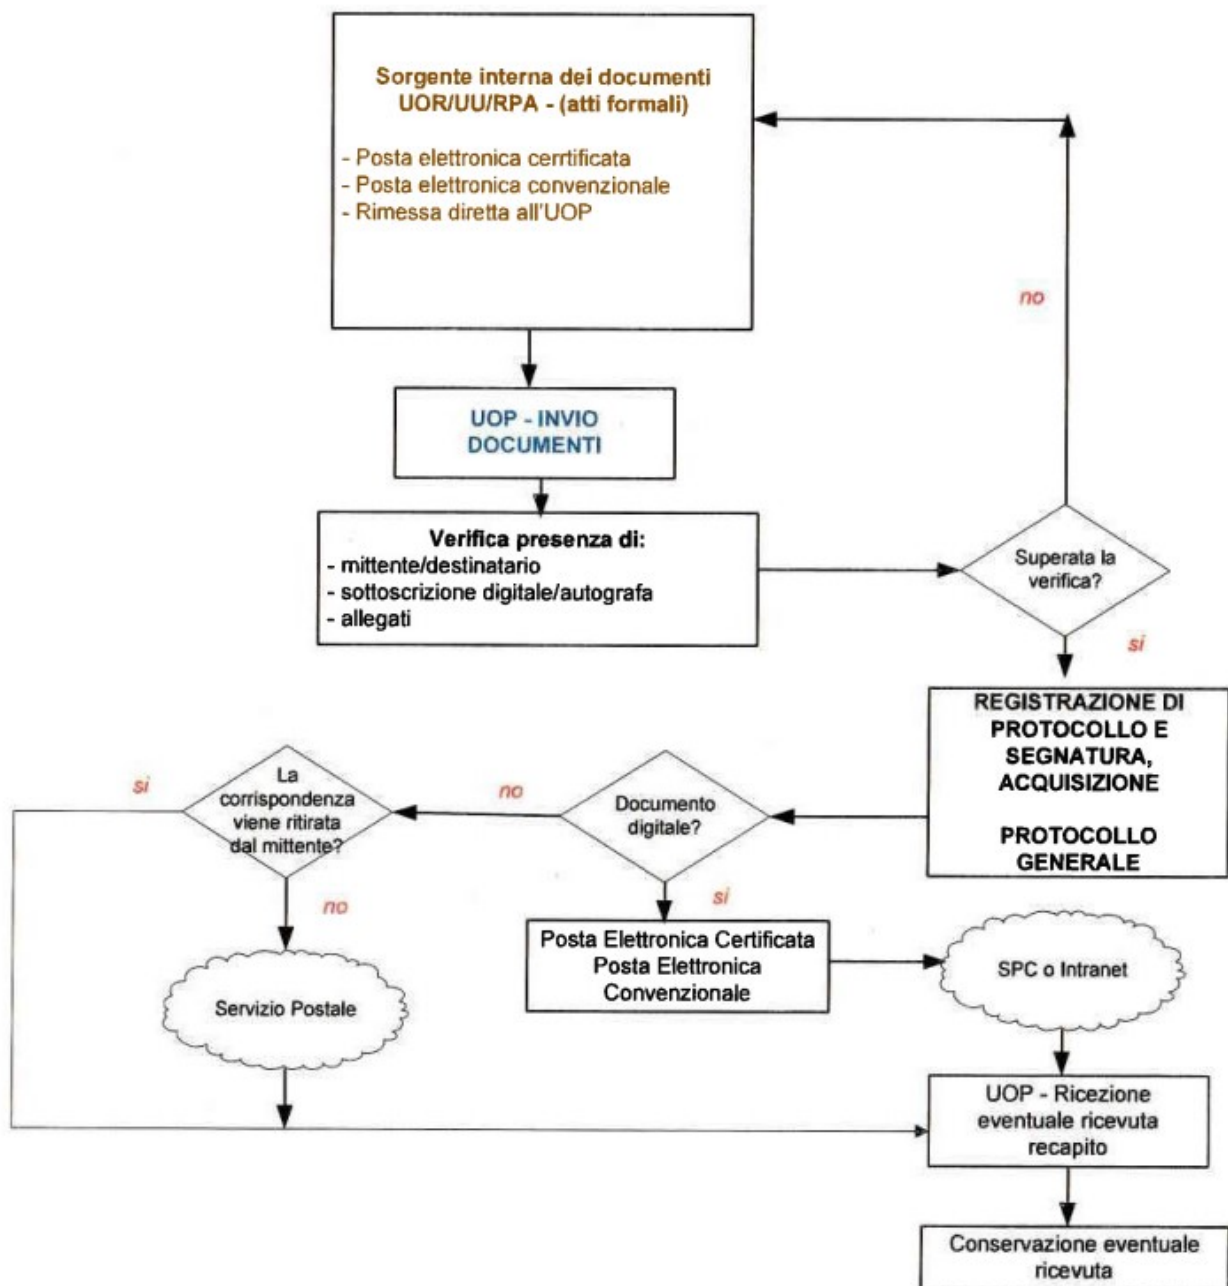 Sorgente interna dei documenti
UOR/UU/RPA - (atti formali)
- Posta elettronica cerrtificata
- Posta elettronica convenzionale
- Rimessa diretta all'UOP
no
UOP - INVIO
DOCUMENTI
Verifica presenza di:
- mittente/destinatario
- sottoscrizione digitale/autografa
- allegati
Superata la
verifica?
si
REGISTRAZIONE DI
PROTOCOLLO E
SEGNATURA,
ACQUISIZIONE
PROTOCOLLO
GENERALE
Documento
digitale?
no
La
corrispondenza
viene ritirata
dal mittente?
si
no
Servizio Postale
si
Posta Elettronica Certificata
Posta Elettronica
Convenzionale
SPC o Intranet
UOP - Ricezione
eventuale ricevuta
recapito
Conservazione eventuale
ricevuta